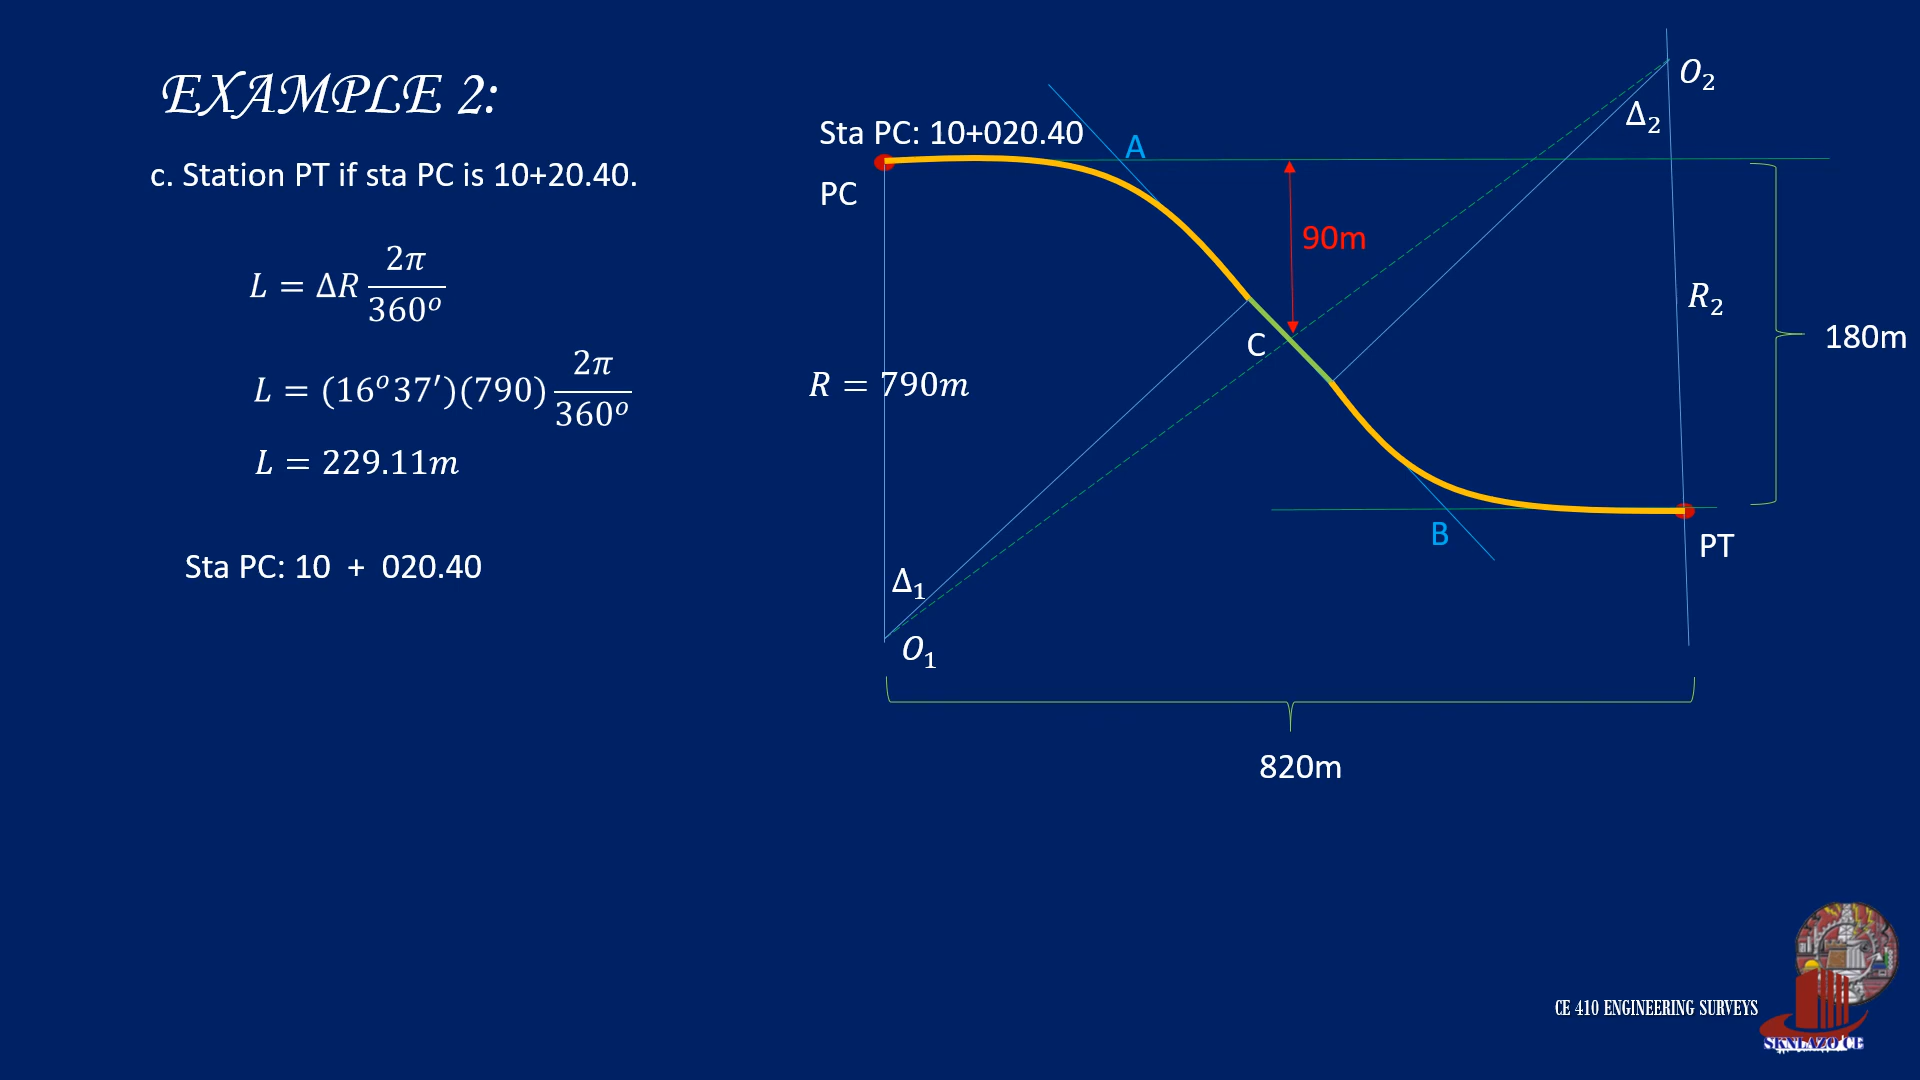 EXAMPLE 2:
c. Station PT if sta PC is 10+20.40.
L = ΔR 2π/360°
L = (16°37′)(790) 2π/360°
L = 229.11m
Sta PC: 10 + 020.40
Sta PC: 10+020.40
A
PC
90m
O₂
Δ₂
R₂
180m
C
R = 790m
B
PT
Δ₁
O₁
820m
CE 410 ENGINEERING SURVEYS